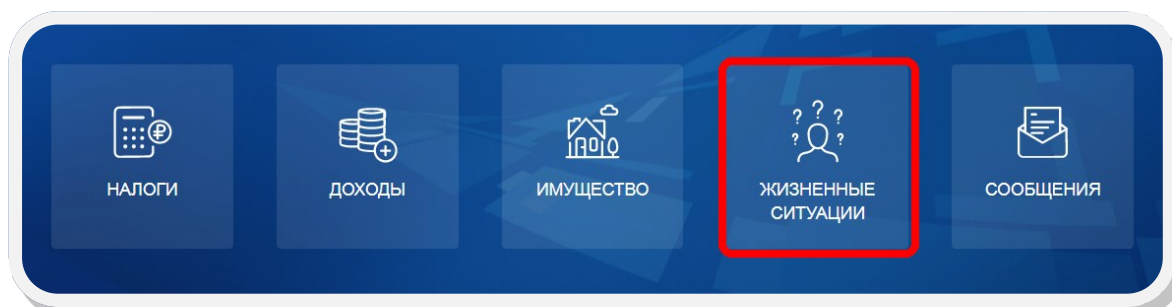 НАЛОГИ
ДОХОДЫ
ИМУЩЕСТВО
ЖИЗНЕННЫЕ
СИТУАЦИИ
СООБЩЕНИЯ